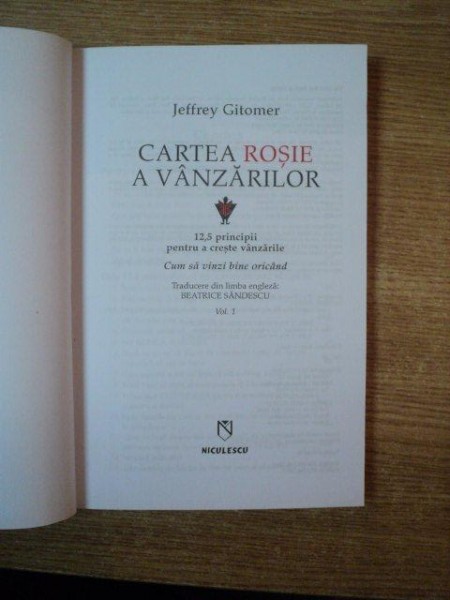 Jeffrey Gitomer
CARTEA ROȘIE
A VÂNZĂRILOR
12,5 principii
pentru a crește vânzările
Cum să vinzi bine oricând
Traducere din limba engleză:
BEATRICE SĂNDESCU
Vol. 1
NICULESCU